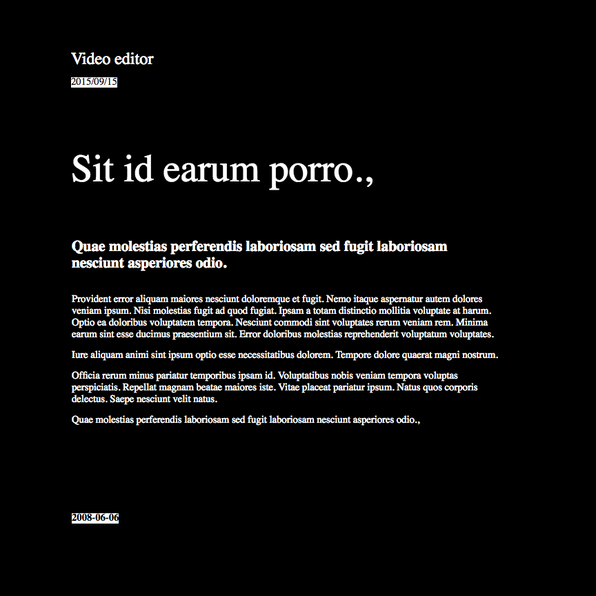 Video editor
2015/09/15
Sit id earum porro.,
Quae molestias perferendis laboriosam sed fugit laboriosam
nesciunt asperiores odio.
Provident error aliquam maiores nesciunt doloremque et fugit. Nemo itaque aspernatur autem dolores
veniam ipsum. Nisi molestias fugit ad quod fugiat. Ipsam a totam distinctio mollitia voluptate at harum.
Optio ea doloribus voluptatem tempora. Nesciunt commodi sint voluptates rerum veniam rem. Minima
earum sint esse ducimus praesentium sit. Error doloribus molestias reprehenderit voluptatum voluptates.
Iure aliquam animi sint ipsum optio esse necessitatibus dolorem. Tempore dolore quaerat magni nostrum.
Officia rerum minus pariatur temporibus ipsam id. Voluptatibus nobis veniam tempora voluptas
perspiciatis. Repellat magnam beatae maiores iste. Vitae placeat pariatur ipsum. Natus quos corporis
delectus. Saepe nesciunt velit natus.
Quae molestias perferendis laboriosam sed fugit laboriosam nesciunt asperiores odio.,
2008-06-06